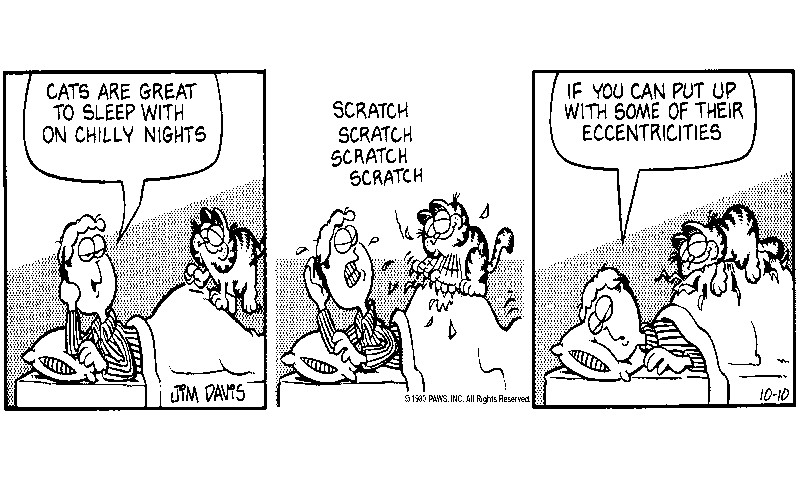 CATS ARE GREAT
TO SLEEP WITH
ON CHILLY NIGHTS
JIM DAVIS
SCRATCH
SCRATCH
SCRATCH
SCRATCH
PAWS, INC. All Rights Reserved.
IF YOU CAN PUT UP
WITH SOME OF THEIR
ECCENTRICITIES
10-10